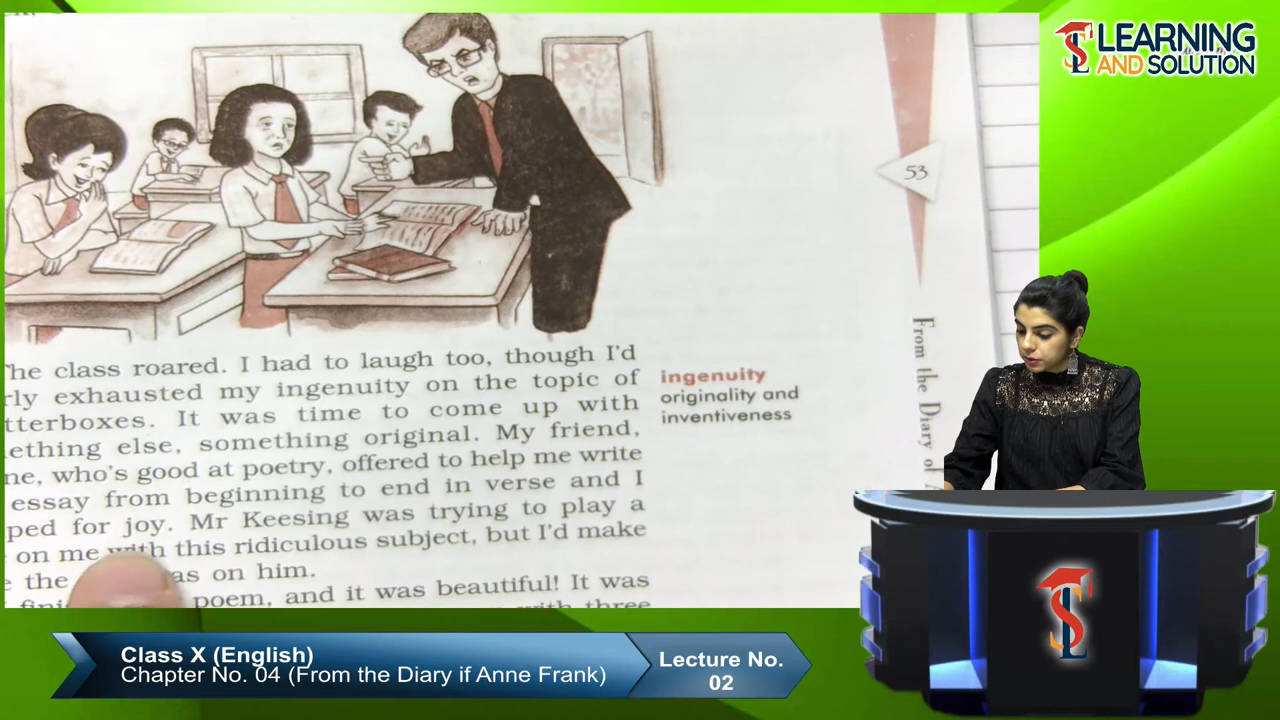 LEARNING
AND SOLUTION
53
From the Diary of
The class roared. I had to laugh too, though I'd
rly exhausted my ingenuity on the topic of
tterboxes. It was time to come up with
ething else, something original. My friend,
ne, who's good at poetry, offered to help me write
essay from beginning to end in verse and I
ped for joy. Mr Keesing was trying to play a
on me with this ridiculous subject, but I'd make
the as on him.
poem, and it was beautiful! It was
with three
ingenuity
originality and
inventiveness
Class X (English)
Chapter No. 04 (From the Diary if Anne Frank)
Lecture No.
02